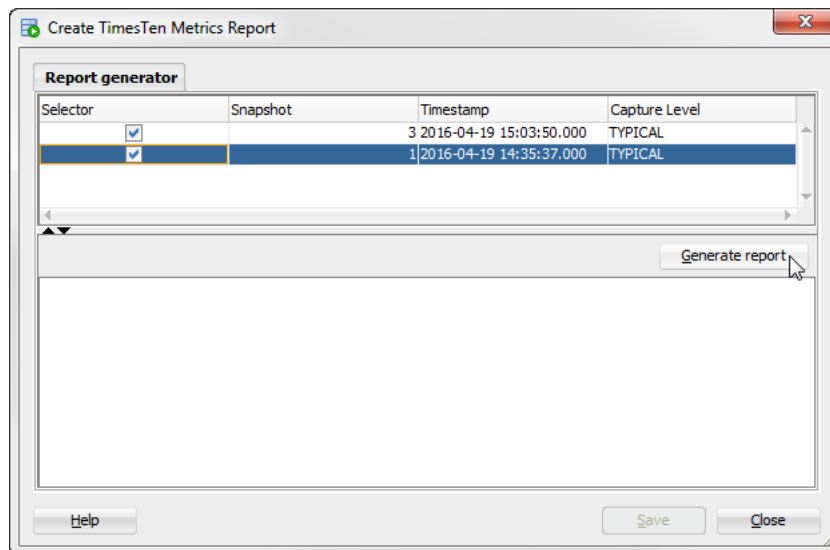 Create TimesTen Metrics Report
Report generator
Selector Snapshot Timestamp Capture Level
3 2016-04-19 15:03:50.000 TYPICAL
1 2016-04-19 14:35:37.000 TYPICAL
Generate report
Help Save Close